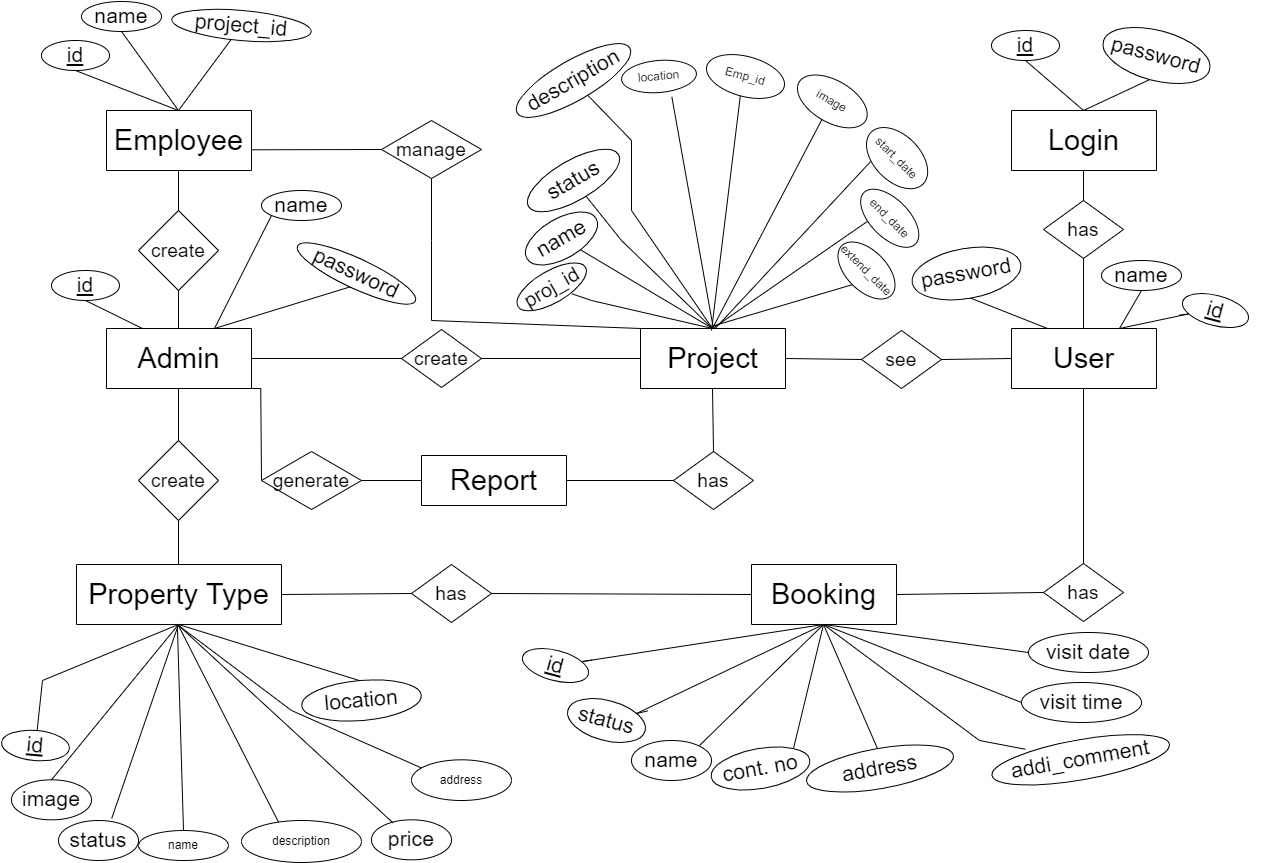 name
project_id
id
Employee
manage
create
name
password
id
Admin
create
description
location
Emp_id
image
start_date
end_date
extend_date
status
name
proj_id
Project
see
id
password
Login
has
password
name
id
User
create
generate
Report
has
Property Type
has
Booking
has
id
image
status
name
description
price
address
location
id
status
name
cont. no
address
addi_comment
visit time
visit date